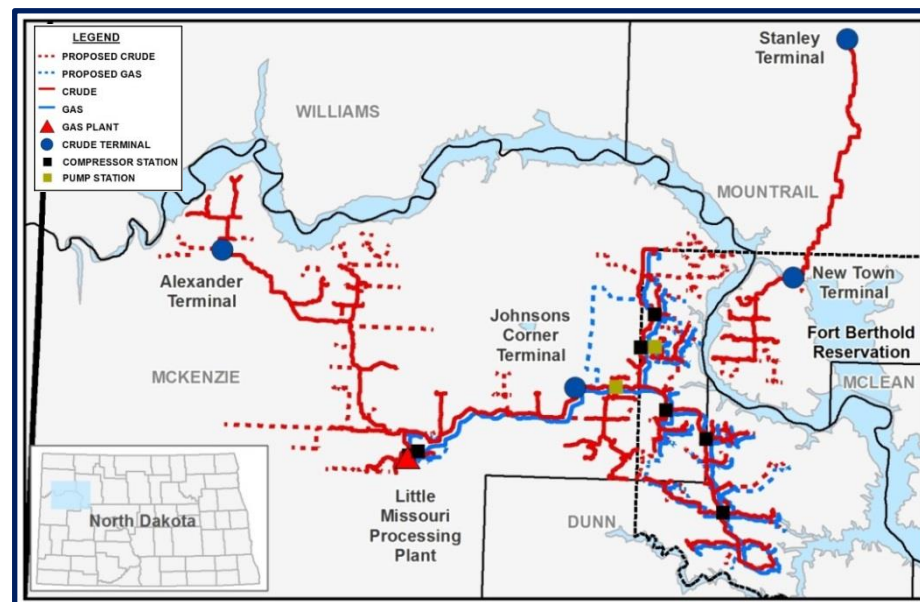 LEGEND
PROPOSED CRUDE
PROPOSED GAS
CRUDE
GAS
GAS PLANT
CRUDE TERMINAL
COMPRESSOR STATION
PUMP STATION
Stanley
Terminal
WILLIAMS
MOUNTRAIL
Alexander
Terminal
New Town
Terminal
Johnsons
Corner
Terminal
Fort Berthold
Reservation
MCKENZIE
MCLEAN
Little
Missouri
Processing
Plant
DUNN
North Dakota